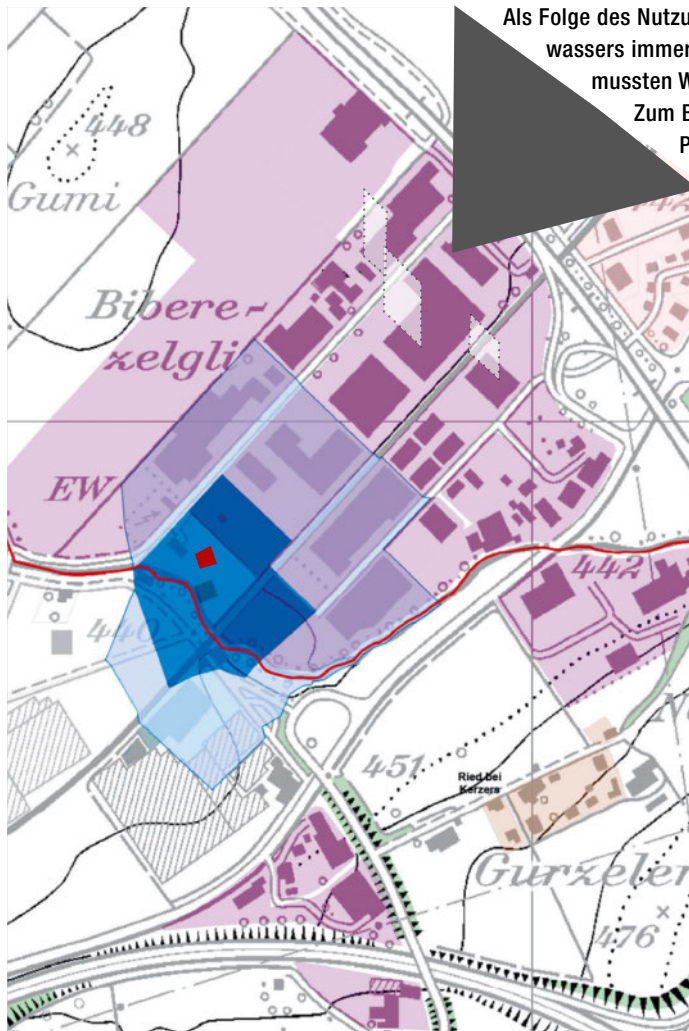 Als Folge des Nutzu
wassers immer
mussten W
Zum B
P
448
Gumi
442
Bibere-
zelgli
EW
442
440
451
Ried bei
Kerzers
Gurzelen
476